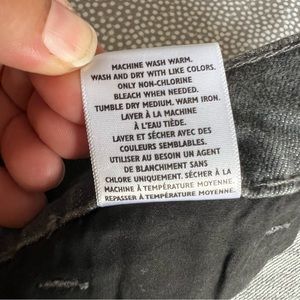 MACHINE WASH WARM.
WASH AND DRY WITH LIKE COLORS.
ONLY NON-CHLORINE
BLEACH WHEN NEEDED.
TUMBLE DRY MEDIUM. WARM IRON.
LAVER À LA MACHINE
À L'EAU TIÈDE.
LAVER ET SÉCHER AVEC DES
COULEURS SEMBLABLES.
UTILISER AU BESOIN UN AGENT
DE BLANCHIMENT SANS
CHLORE UNIQUEMENT. SÉCHER À LA
MACHINE À TEMPÉRATURE MOYENNE.
REPASSER À TEMPÉRATURE MOYENNE.